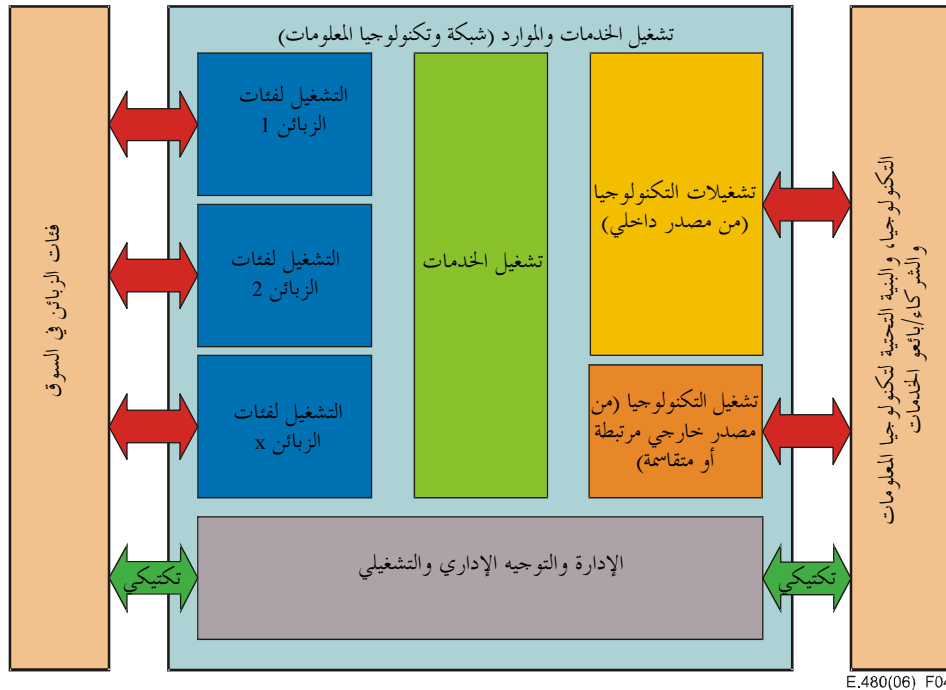 تشغيل الخدمات والموارد (شبكة وتكنولوجيا المعلومات)
فئات الزبائن في السوق
التشغيل لفئات
الزبائن 1
التشغيل لفئات
الزبائن 2
التشغيل لفئات
الزبائن x
تشغيل الخدمات
تشغيلات التكنولوجيا
(من مصدر داخلي)
تشغيل التكنولوجيا (من
مصدر خارجي مرتبطة
أو متقاسمة)
الإدارة والتوجيه الإداري والتشغيلي
تكتيكي
تكتيكي
التكنولوجيا، والبنية التحتية لتكنولوجيا المعلومات
والشركاء/بائعو الخدمات
E.480(06) F04